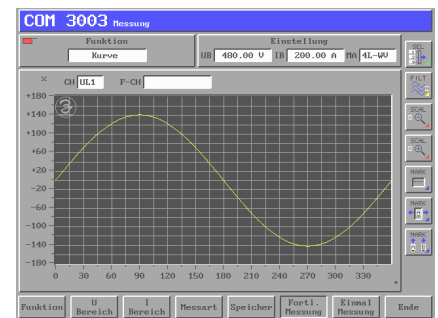 COM 3003 Messung
Funktion
Kurve
Einstellung
UB 480.00 V IB 200.00 A MA 4L-WV
SEL
FILT
SCAL
SCAL
MARK
MARK
MARK
% CH UL1 F-CH
+180
+140
+100
+60
+20
-20
-60
-100
-140
-180
3
0 30 60 90 120 150 180 210 240 270 300 330 °
Funktion
U Bereich
I Bereich
Messart
Speicher
Fortl. Messung
Einmal Messung
Ende